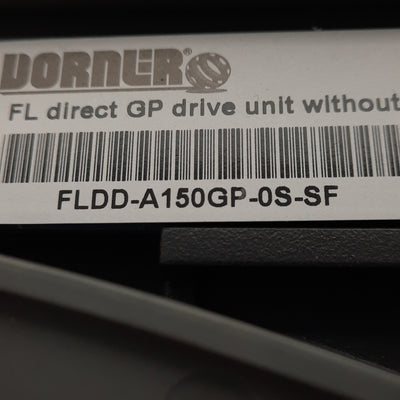 DORNER®
FL direct GP drive unit without
FLDD-A150GP-0S-SF